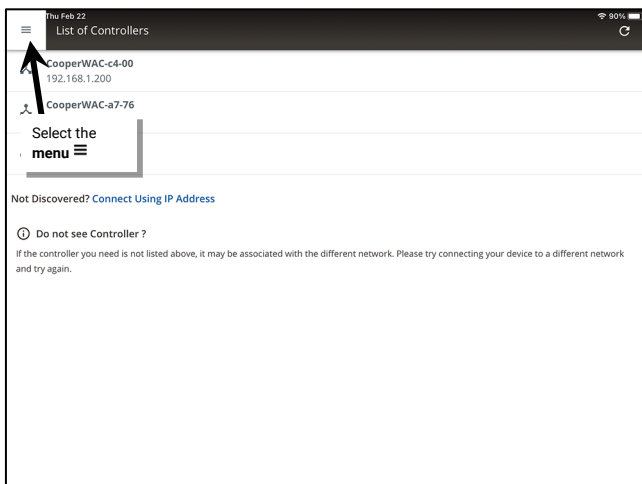 Thu Feb 22
90%
List of Controllers
CooperWAC-c4-00
192.168.1.200
CooperWAC-a7-76
Select the
menu ≡
Not Discovered? Connect Using IP Address
Do not see Controller ?
If the controller you need is not listed above, it may be associated with the different network. Please try connecting your device to a different network
and try again.